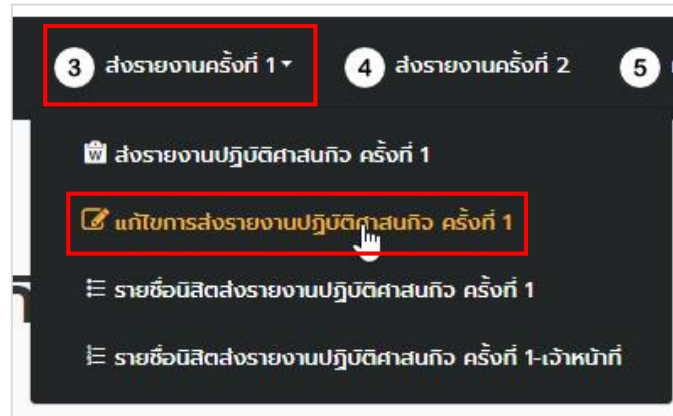 3 ส่งรายงานครั้งที่ 1 4 ส่งรายงานครั้งที่ 2 5
ส่งรายงานปฏิบัติศาสนกิจ ครั้งที่ 1
แก้ไขการส่งรายงานปฏิบัติศาสนกิจ ครั้งที่ 1
รายชื่อนิสิตส่งรายงานปฏิบัติศาสนกิจ ครั้งที่ 1
รายชื่อนิสิตส่งรายงานปฏิบัติศาสนกิจ ครั้งที่ 1-เจ้าหน้าที่